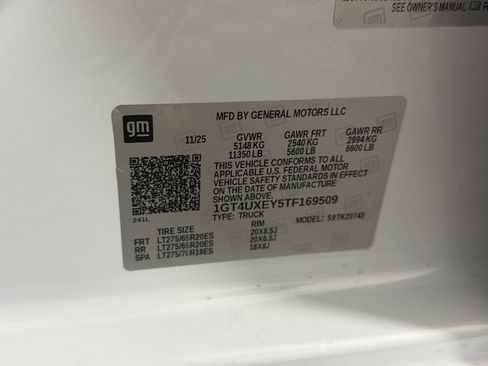 SEE OWNER'S MANUAL
MFD BY GENERAL MOTORS LLC
gm
11/25 GVWR GAWR FRT GAWR RR
5148 KG 2540 KG 2994 KG
11350 LB 5600 LB 6600 LB
THIS VEHICLE CONFORMS TO ALL
APPLICABLE U.S. FEDERAL MOTOR
VEHICLE SAFETY STANDARDS IN
EFFECT ON THE DATE OF MANUFACTURE
SHOWN ABOVE.
1GT4UXEY5TF169509
TYPE: TRUCK MODEL: 59TK20743
241L
TIRE SIZE RIM
FRT LT275/65R20ES 20X8.5J
RR LT275/65R20ES 20X8.5J
SPA LT275/70R18ES 18X8J